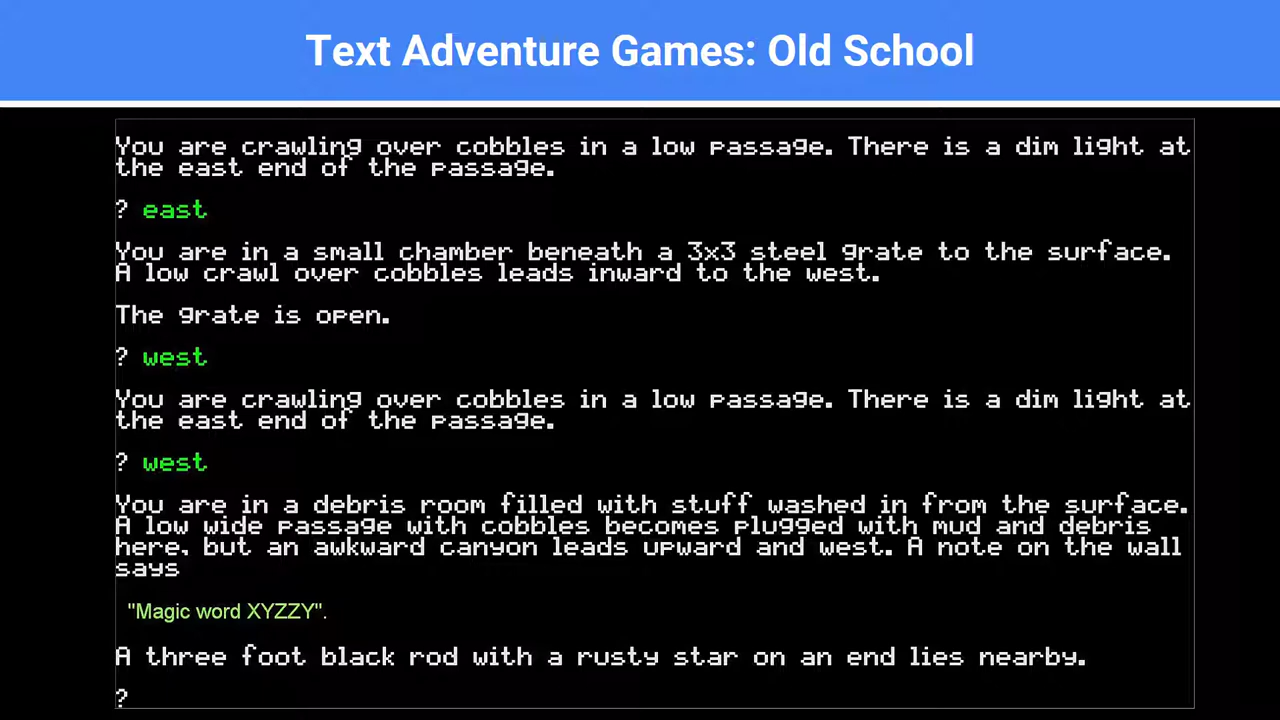 Text Adventure Games: Old School
You are crawling over cobbles in a low passage. There is a dim light at
the east end of the passage.
? east
You are in a small chamber beneath a 3x3 steel grate to the surface.
A low crawl over cobbles leads inward to the west.
The grate is open.
? west
You are crawling over cobbles in a low passage. There is a dim light at
the east end of the passage.
? west
You are in a debris room filled with stuff washed in from the surface.
A low wide passage with cobbles becomes plugged with mud and debris
here, but an awkward canyon leads upward and west. A note on the wall
says
"Magic word XYZZY".
A three foot black rod with a rusty star on an end lies nearby.
?